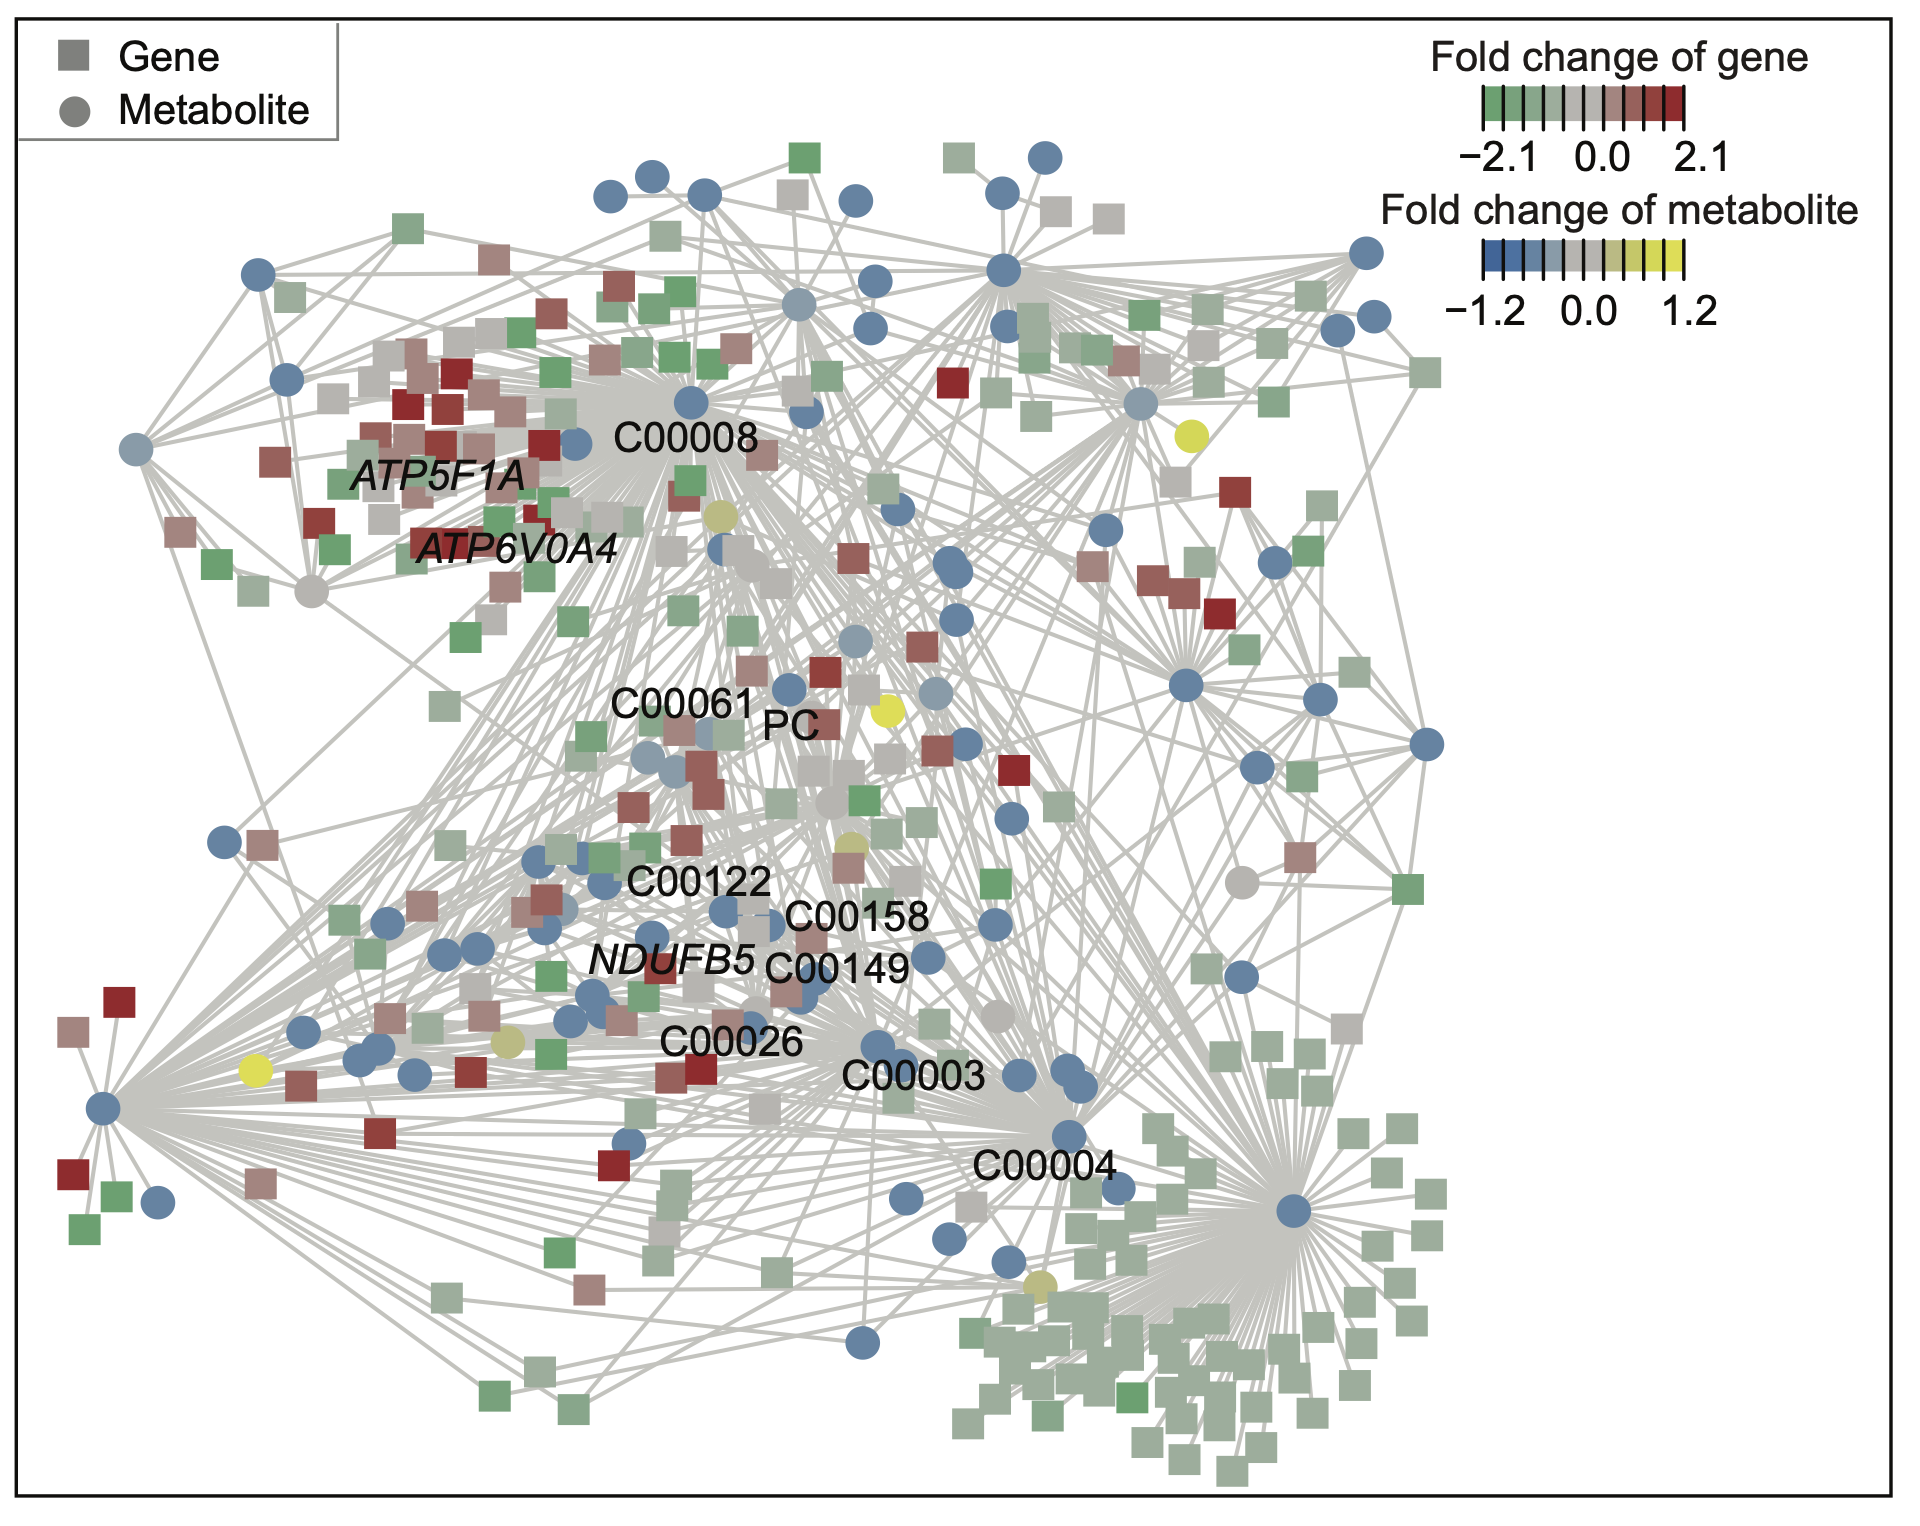 Gene
Metabolite
Fold change of gene
−2.1 0.0 2.1
Fold change of metabolite
−1.2 0.0 1.2
C00008
ATP5F1A
ATP6V0A4
C00061
PC
C00122
C00158
NDUFB5
C00149
C00026
C00003
C00004